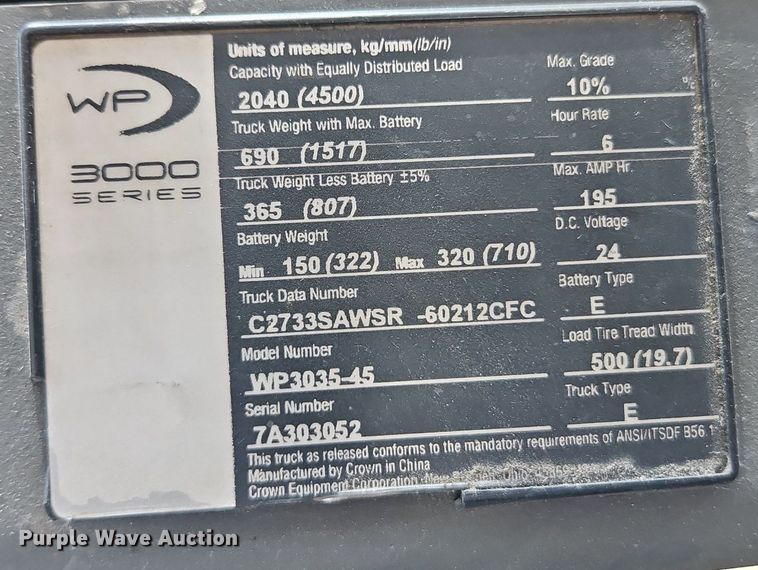 WP
3000
SERIES
Units of measure, kg/mm(lb/in)
Capacity with Equally Distributed Load
2040 (4500)
Truck Weight with Max. Battery
690 (1517)
Truck Weight Less Battery ±5%
365 (807)
Battery Weight
Min 150 (322) Max 320 (710)
Truck Data Number
C2733SAWSR -60212CFC
Model Number
WP3035-45
Serial Number
7A303052
Max. Grade
10% %
Hour Rate
6
Max. AMP Hr.
195
D.C. Voltage
24
Battery Type
E
Load Tire Tread Width
500 (19.7)
Truck Type
E
This truck as released conforms to the mandatory requirements of ANSI/ITSDF B56.1
Manufactured by Crown in China
Crown Equipment Corporation
Purple Wave Auction